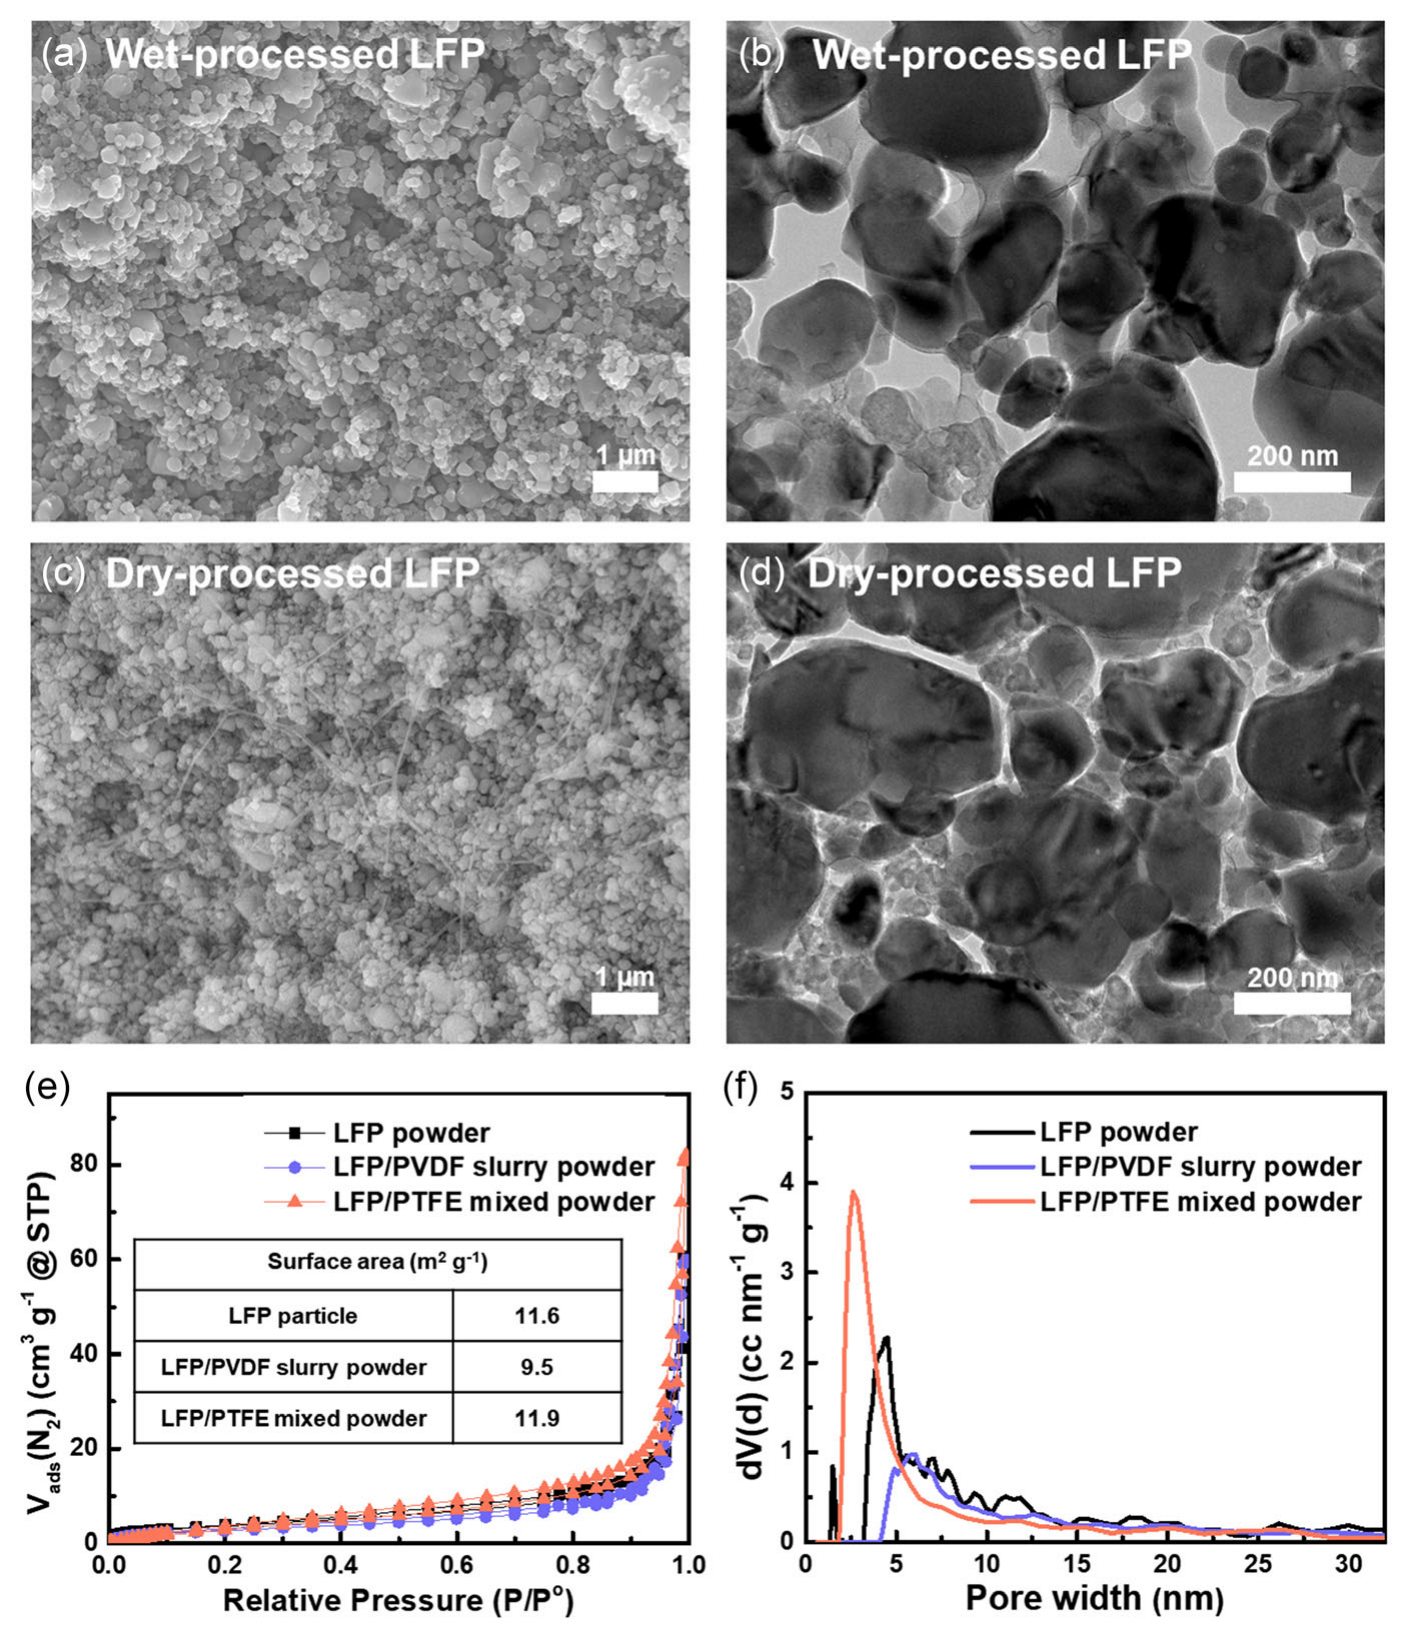 (a) Wet-processed LFP
1 µm
(b) Wet-processed LFP
200 nm
(c) Dry-processed LFP
1 µm
(d) Dry-processed LFP
200 nm
(e)
LFP powder
LFP/PVDF slurry powder
LFP/PTFE mixed powder
Surface area (m² g⁻¹)
LFP particle 11.6
LFP/PVDF slurry powder 9.5
LFP/PTFE mixed powder 11.9
80
60
40
20
0
0.0 0.2 0.4 0.6 0.8 1.0
Relative Pressure (P/P°)
V_ads(N₂) (cm³ g⁻¹ @ STP)
(f)
LFP powder
LFP/PVDF slurry powder
LFP/PTFE mixed powder
5
4
3
2
1
0
0 5 10 15 20 25 30
Pore width (nm)
dV(d) (cc nm⁻¹ g⁻¹)